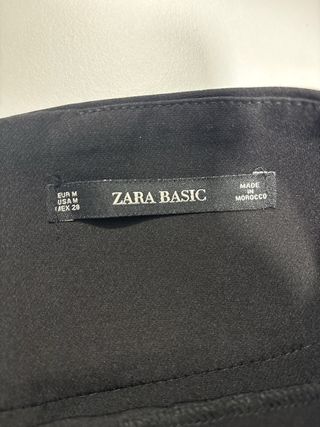 EUR M
USA M
MEX 28
ZARA BASIC
MADE
IN
MOROCCO